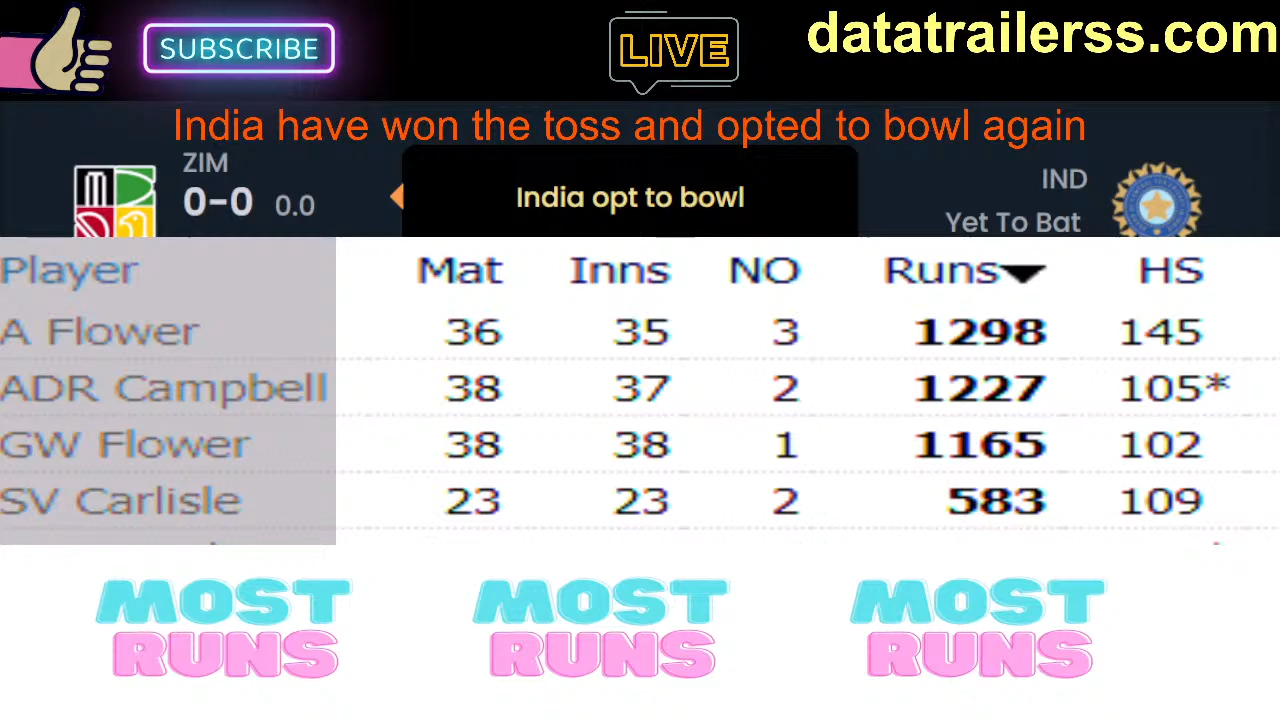 SUBSCRIBE
LIVE
datatrailerss.com
India have won the toss and opted to bowl again
ZIM
0-0 0.0
India opt to bowl
IND
Yet To Bat
Player Mat Inns NO Runs HS
A Flower 36 35 3 1298 145
ADR Campbell 38 37 2 1227 105*
GW Flower 38 38 1 1165 102
SV Carlisle 23 23 2 583 109
MOST MOST MOST
RUNS RUNS RUNS